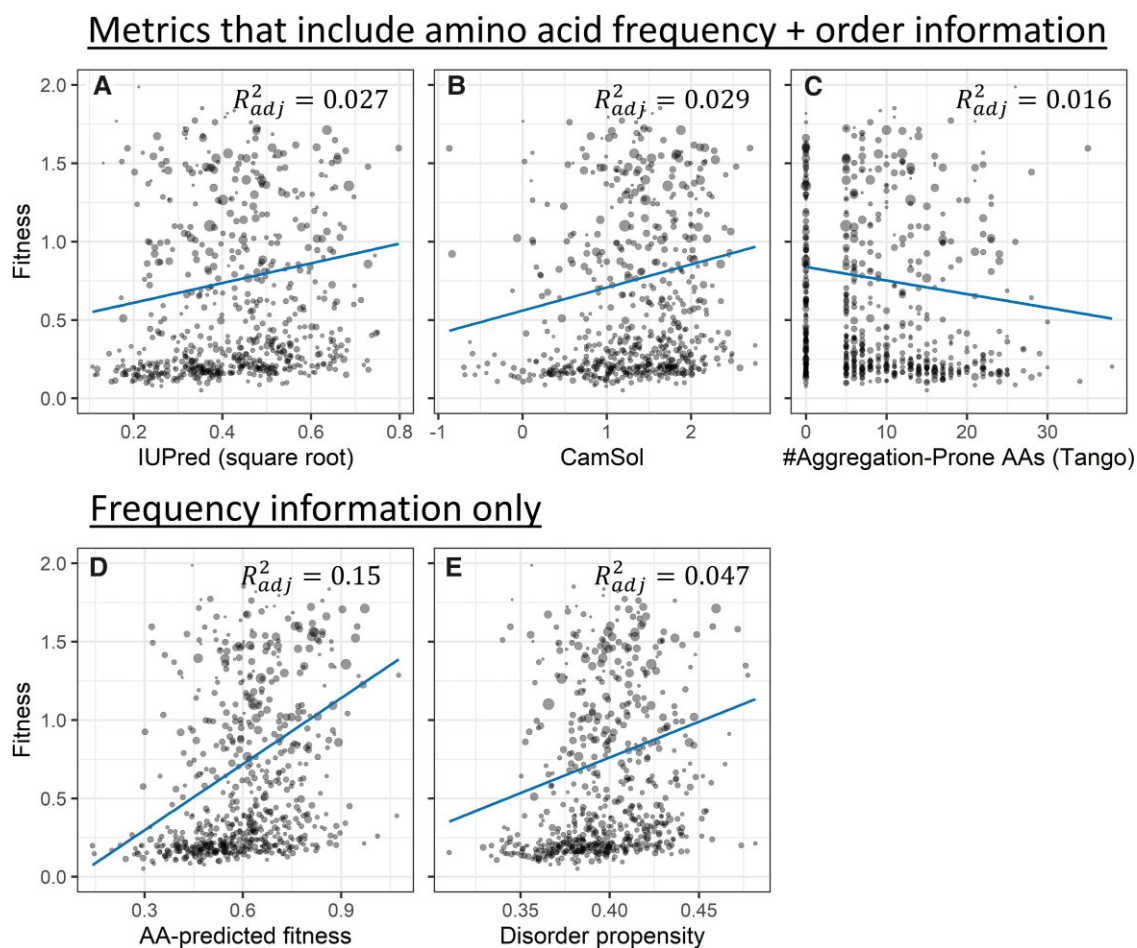 Metrics that include amino acid frequency + order information
A
R²adj = 0.027
B
R²adj = 0.029
C
R²adj = 0.016
Fitness
2.0
1.5
1.0
0.5
0.0
0.2 0.4 0.6 0.8
IUPred (square root)
-1 0 1 2
CamSol
0 10 20 30
#Aggregation-Prone AAs (Tango)
Frequency information only
D
R²adj = 0.15
E
R²adj = 0.047
Fitness
2.0
1.5
1.0
0.5
0.0
0.3 0.6 0.9
AA-predicted fitness
0.35 0.40 0.45
Disorder propensity